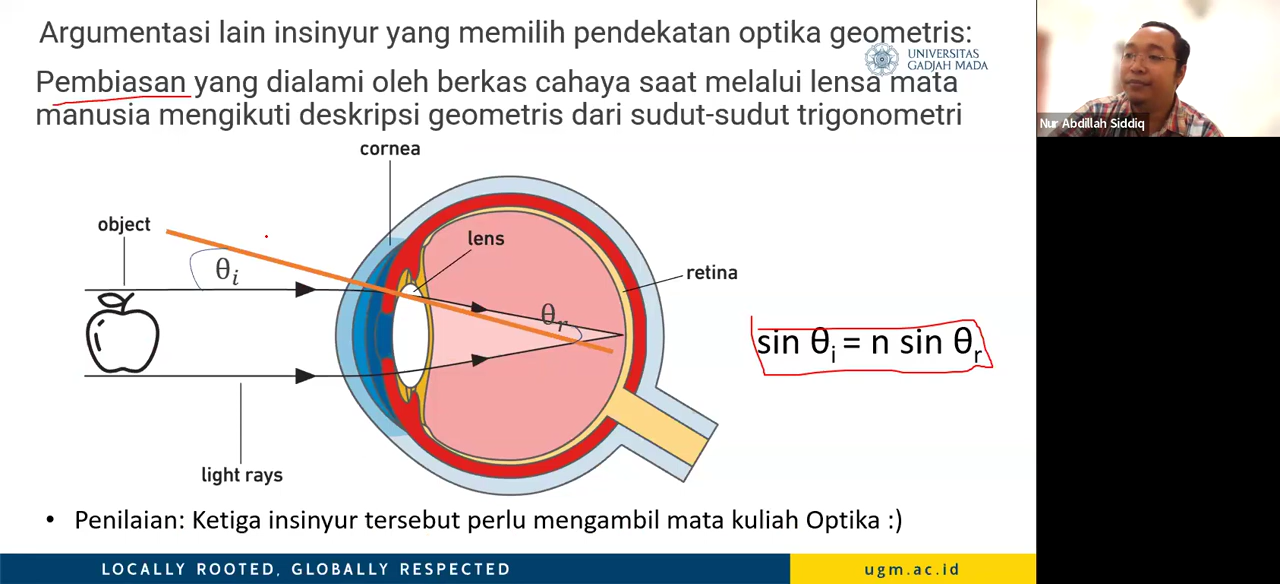 Argumentasi lain insinyur yang memilih pendekatan optika geometris:
UNIVERSITAS
GADJAH MADA
Pembiasan yang dialami oleh berkas cahaya saat melalui lensa mata
manusia mengikuti deskripsi geometris dari sudut-sudut trigonometri
Nur Abdillah Siddiq
cornea
object
lens
θi
retina
θr
sin θi = n sin θr
light rays
• Penilaian: Ketiga insinyur tersebut perlu mengambil mata kuliah Optika :)
LOCALLY ROOTED, GLOBALLY RESPECTED
ugm.ac.id